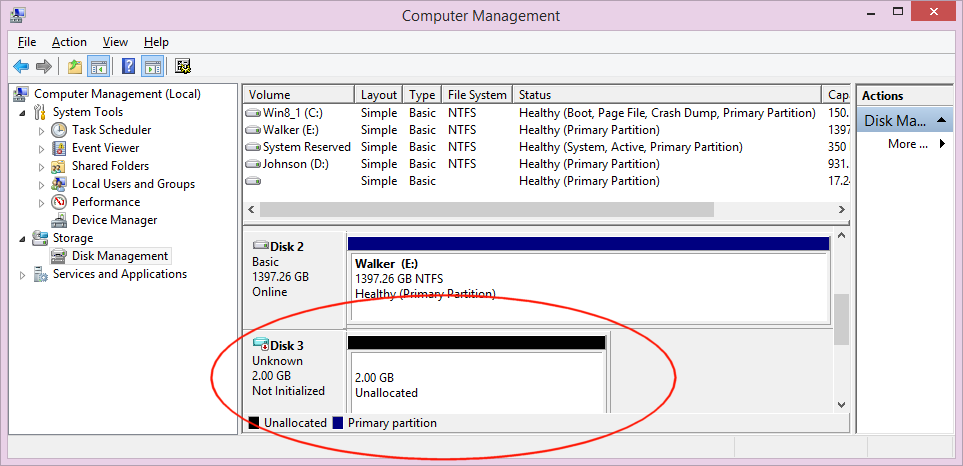 Computer Management
File Action View Help
Computer Management (Local)
System Tools
Task Scheduler
Event Viewer
Shared Folders
Local Users and Groups
Performance
Device Manager
Storage
Disk Management
Services and Applications
Volume Layout Type File System Status Cap
Win8_1 (C:) Simple Basic NTFS Healthy (Boot, Page File, Crash Dump, Primary Partition) 150.
Walker (E:) Simple Basic NTFS Healthy (Primary Partition) 1397
System Reserved Simple Basic NTFS Healthy (System, Active, Primary Partition) 350
Johnson (D:) Simple Basic NTFS Healthy (Primary Partition) 931.
Simple Basic Healthy (Primary Partition) 17.24
Disk 2
Basic
1397.26 GB
Online
Walker (E:)
1397.26 GB NTFS
Healthy (Primary Partition)
Disk 3
Unknown
2.00 GB
Not Initialized
2.00 GB
Unallocated
Unallocated Primary partition
Actions
Disk Ma...
More ...